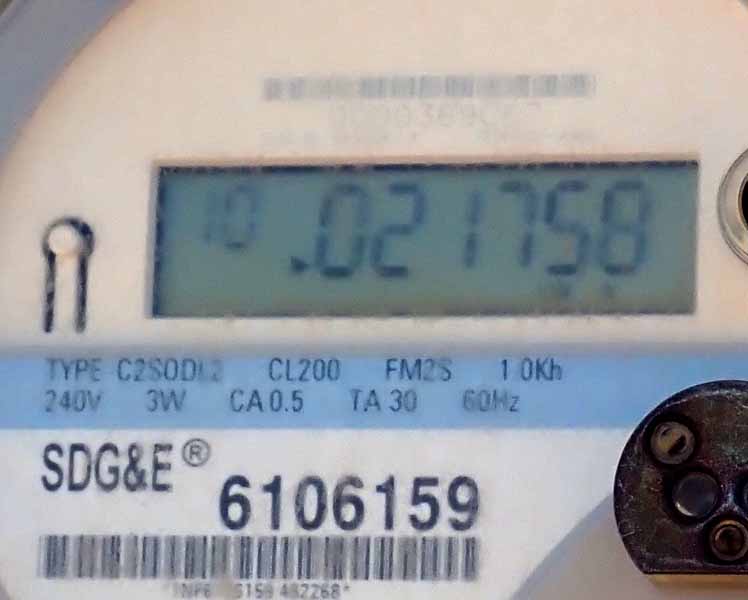 10 .021758
TYPE C2SODL2 CL200 FM2S 1.0Kh
240V 3W CA 0.5 TA 30 60Hz
SDG&E®
6106159